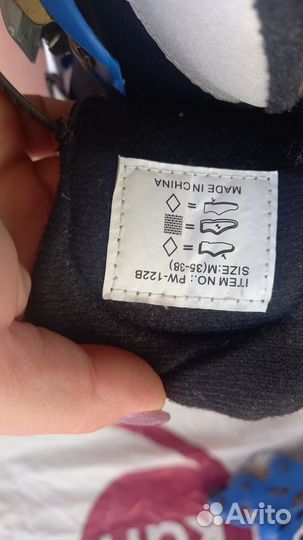 ITEM NO.: PW-122B
SIZE:M(35-38)
=
=
=
MADE IN CHINA
Avito